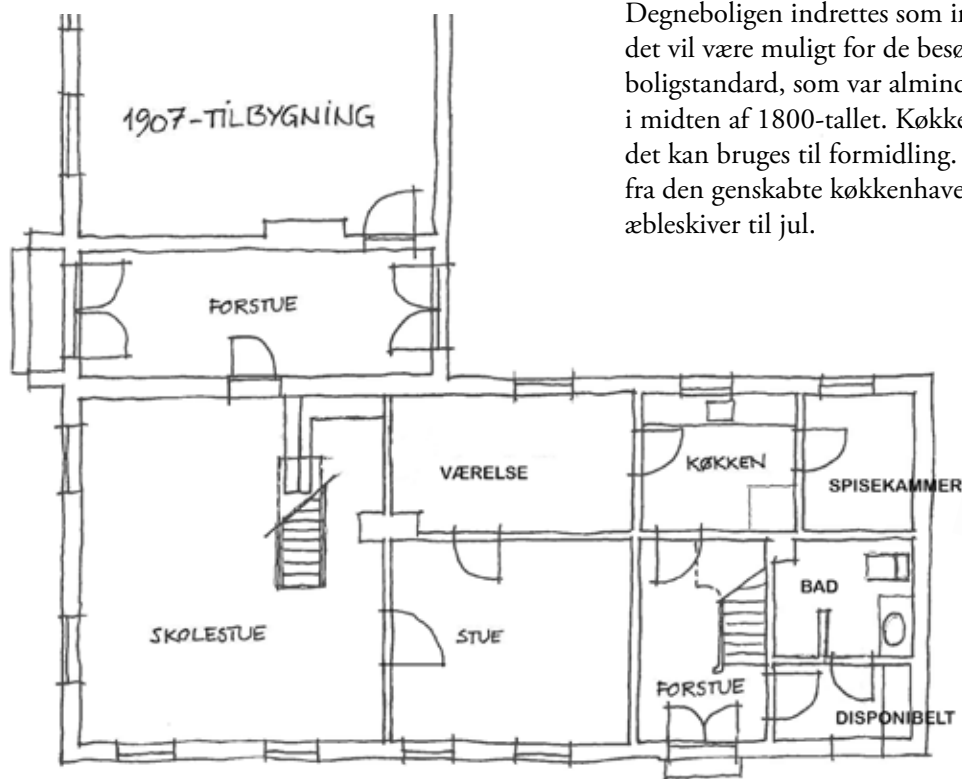 Degneboligen indrettes som in
det vil være muligt for de besø
boligstandard, som var almind
i midten af 1800-tallet. Køkke
det kan bruges til formidling.
fra den genskabte køkkenhave
æbleskiver til jul.
1907-TILBYGNING
FORSTUE
VÆRELSE
KØKKEN
SPISEKAMMER
BAD
SKOLESTUE
STUE
FORSTUE
DISPONIBELT